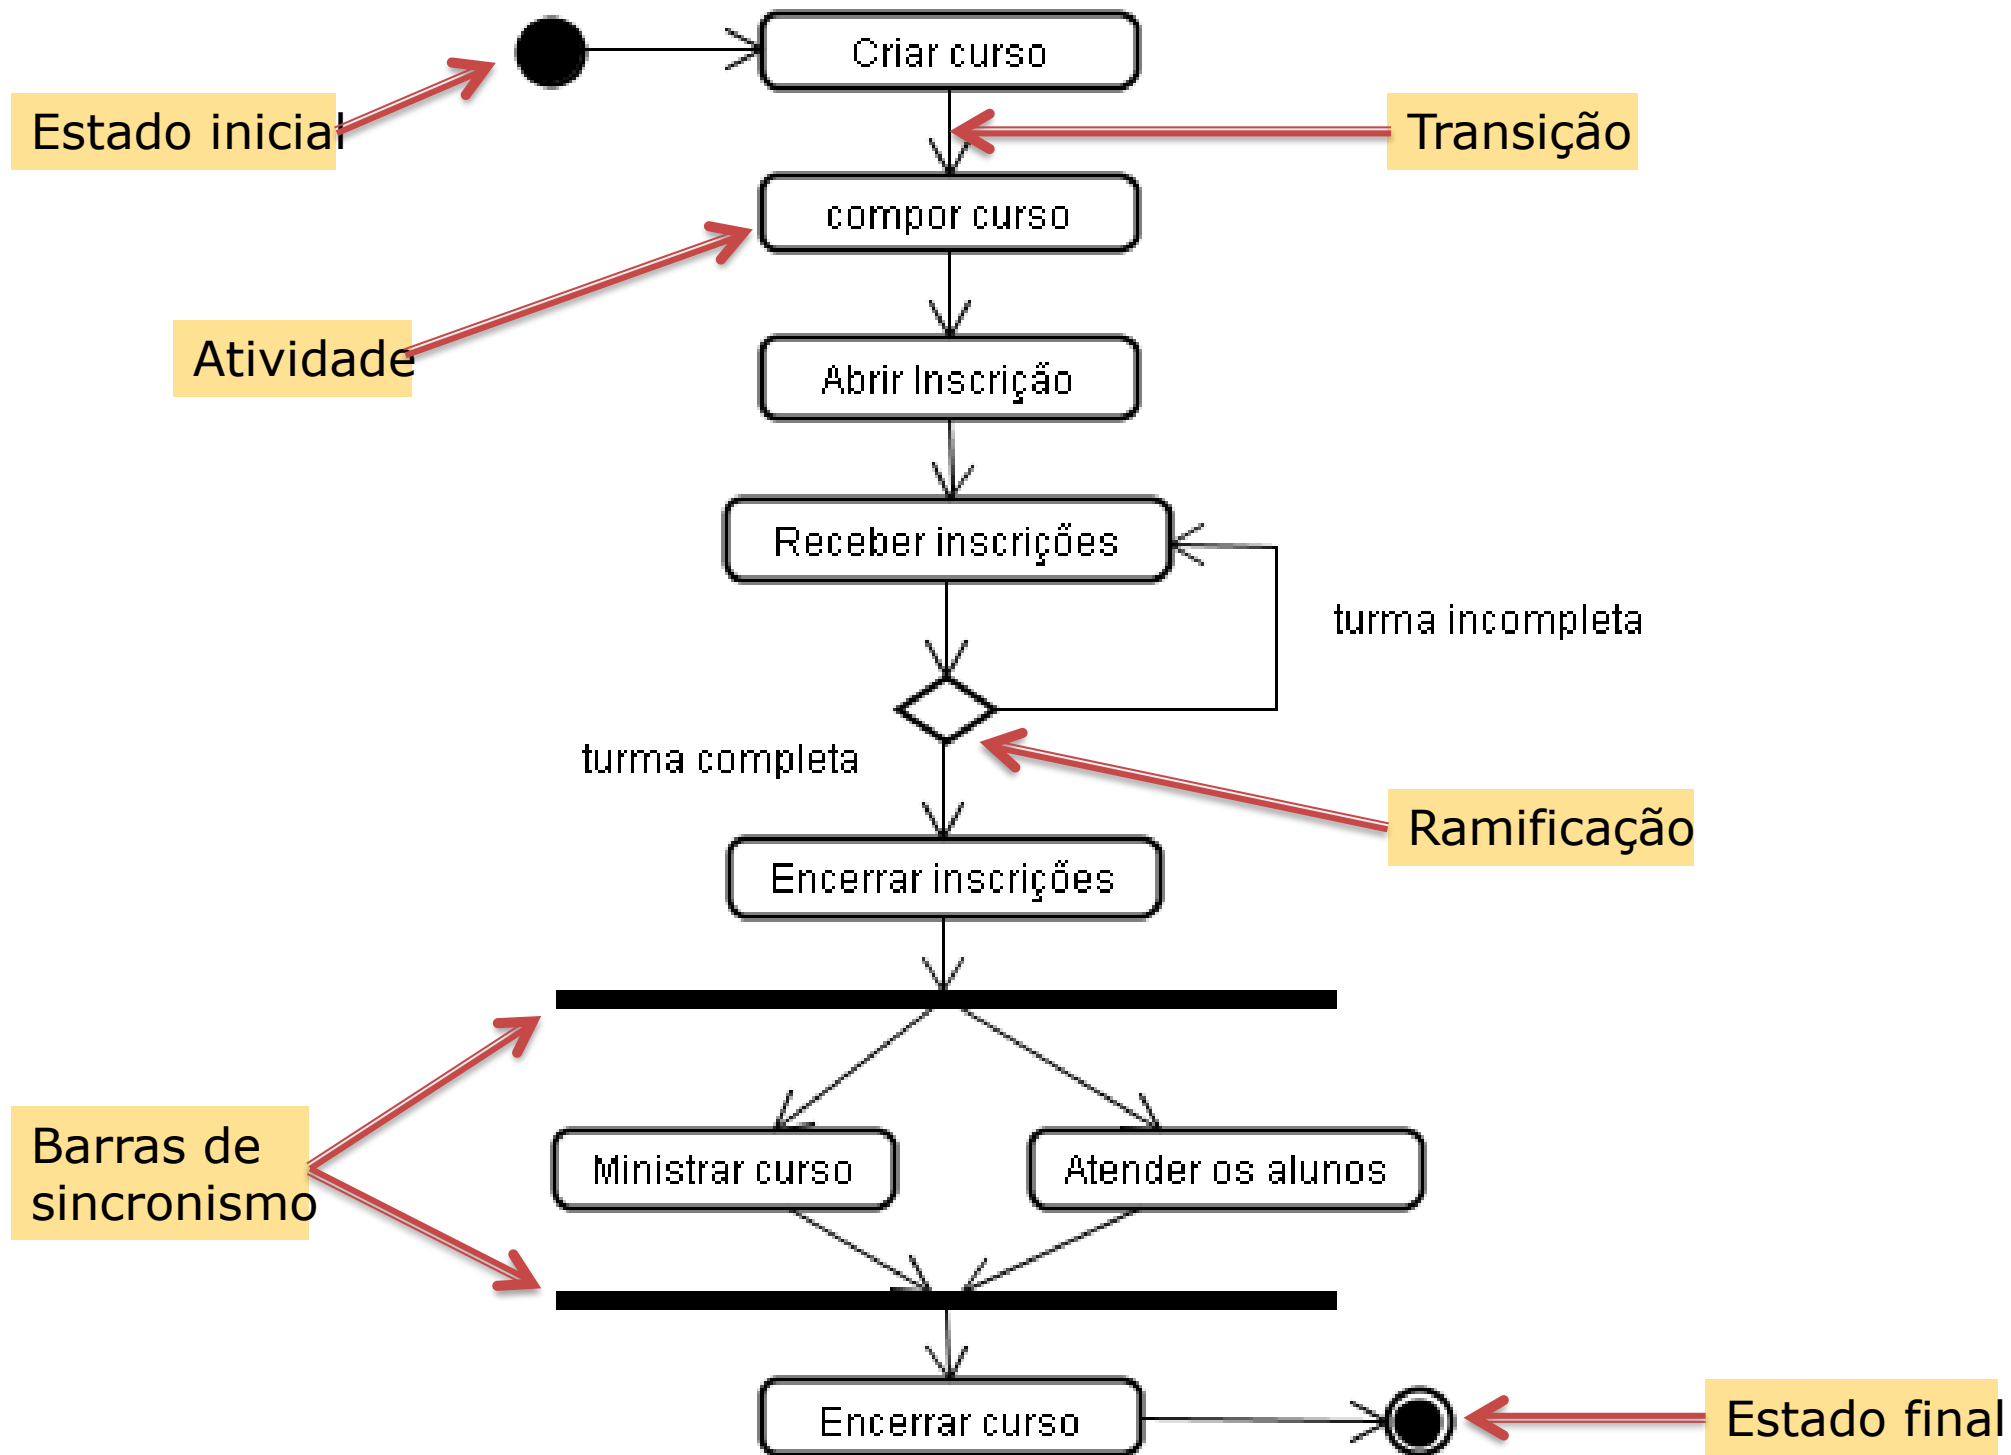 Criar curso
Estado inicial
Transição
compor curso
Atividade
Abrir Inscrição
Receber inscrições
turma incompleta
turma completa
Ramificação
Encerrar inscrições
Barras de
sincronismo
Ministrar curso
Atender os alunos
Encerrar curso
Estado final